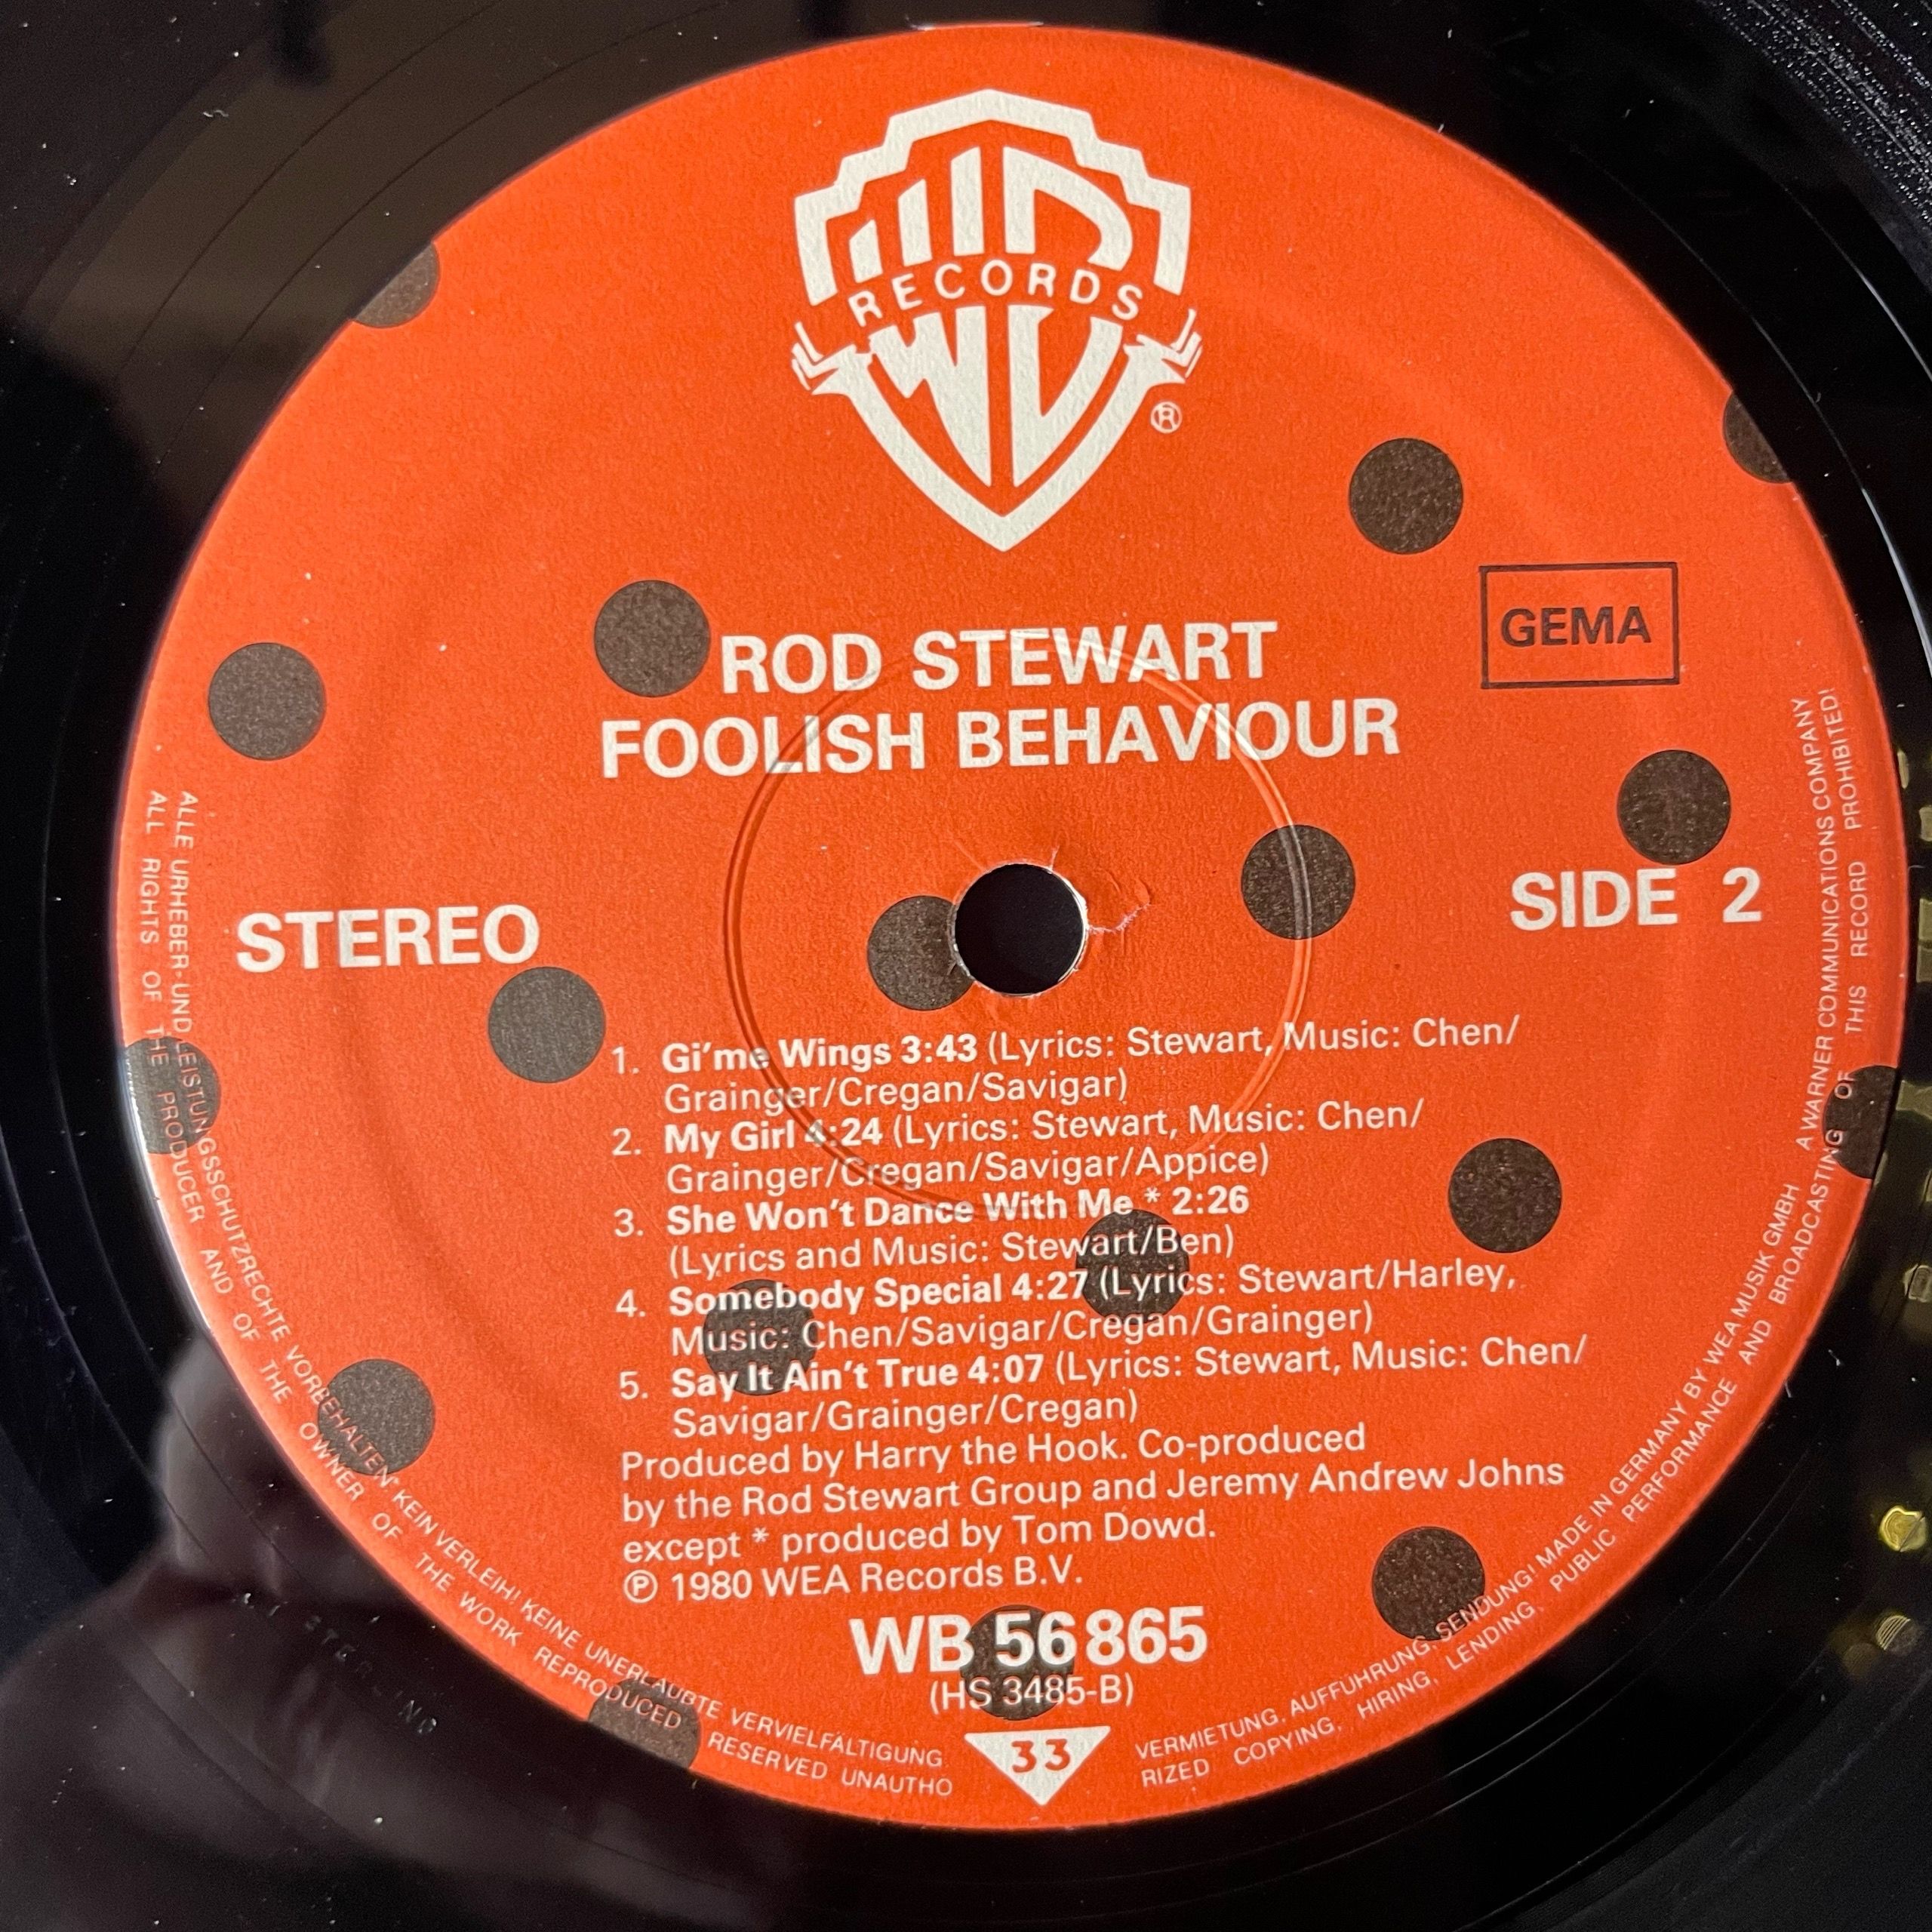 RECORDS
®
GEMA
ROD STEWART
FOOLISH BEHAVIOUR
STEREO
SIDE 2
1. Gi'me Wings 3:43 (Lyrics: Stewart, Music: Chen/
Grainger/Cregan/Savigar)
2. My Girl 4:24 (Lyrics: Stewart, Music: Chen/
Grainger/Cregan/Savigar/Appice)
3. She Won't Dance With Me * 2:26
(Lyrics and Music: Stewart/Ben)
4. Somebody Special 4:27 (Lyrics: Stewart/Harley,
Music: Chen/Savigar/Cregan/Grainger)
5. Say It Ain't True 4:07 (Lyrics: Stewart, Music: Chen/
Savigar/Grainger/Cregan)
Produced by Harry the Hook. Co-produced
by the Rod Stewart Group and Jeremy Andrew Johns
except * produced by Tom Dowd.
℗ 1980 WEA Records B.V.
WB 56 865
(HS 3485-B)
33
ALLE URHEBER-UND LEISTUNGSSCHUTZRECHTE VORBEHALTEN' KEIN VERLEIH! KEINE UNERLAUBTE VERVIELFÄLTIGUNG VERMIETUNG, AUFFÜHRUNG, SENDUNG! MADE IN GERMANY BY WEA MUSIK GMBH A WARNER COMMUNICATIONS COMPANY
ALL RIGHTS OF THE PRODUCER AND OF THE OWNER OF THE WORK REPRODUCED RESERVED UNAUTHO RIZED COPYING, HIRING, LENDING, PUBLIC PERFORMANCE AND BROADCASTING OF THIS RECORD PROHIBITED!